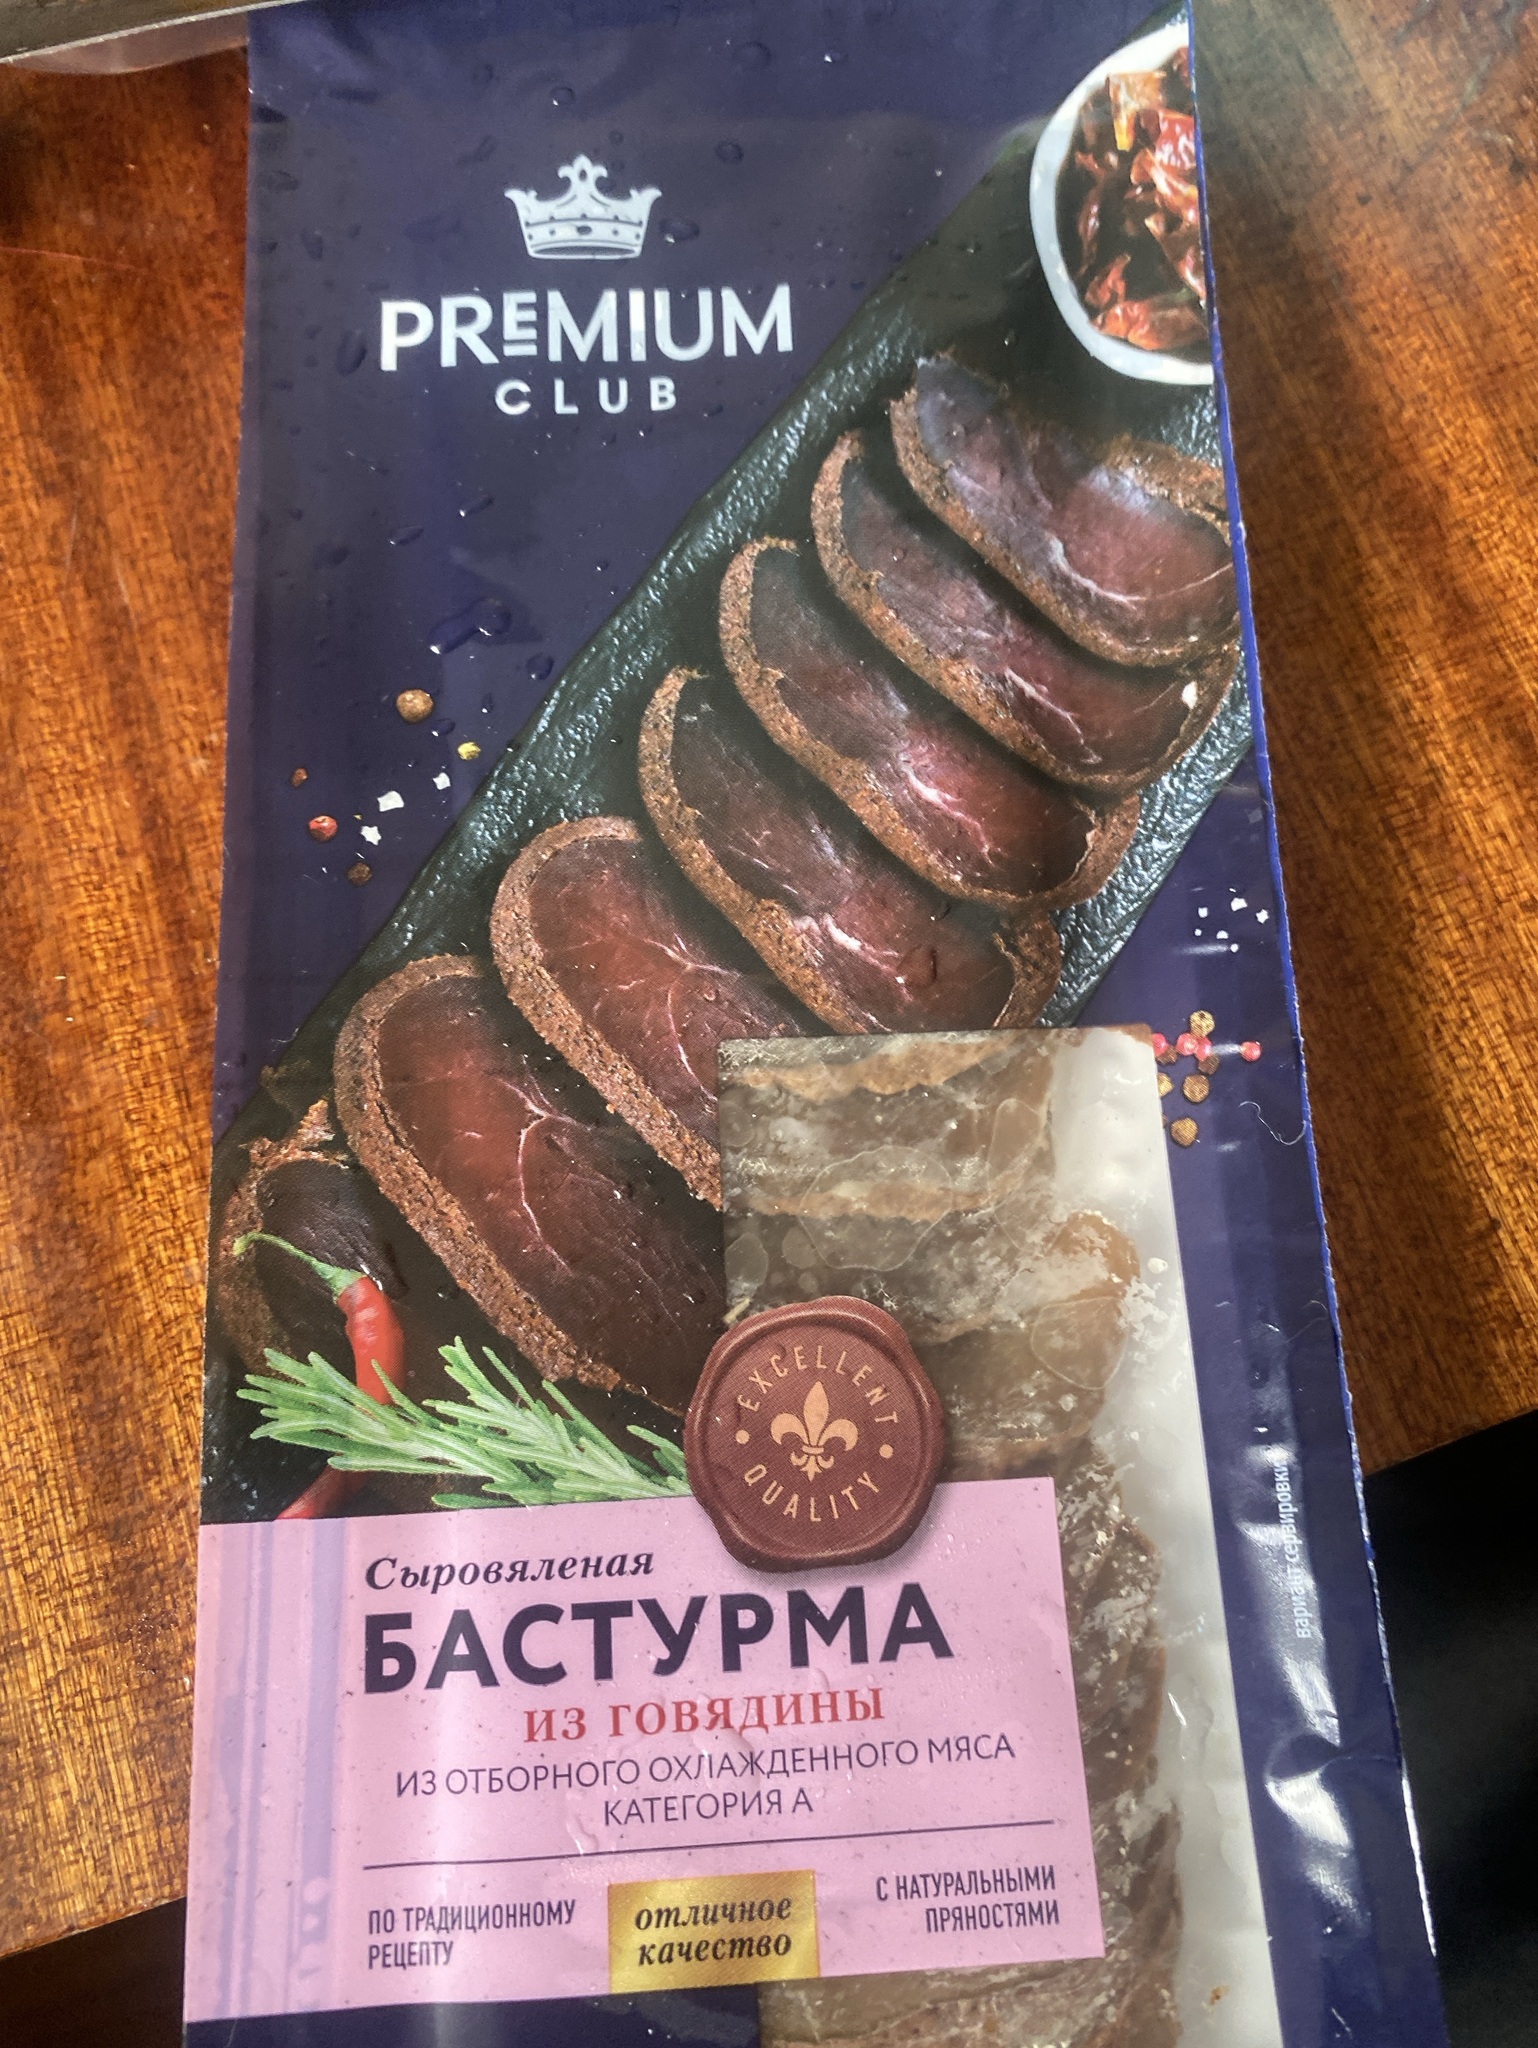 PREMIUM
CLUB
EXCELLENT
QUALITY
вариант сервировки
Сыровяленая
БАСТУРМА
ИЗ ГОВЯДИНЫ
ИЗ ОТБОРНОГО ОХЛАЖДЕННОГО МЯСА
КАТЕГОРИЯ А
ПО ТРАДИЦИОННОМУ
РЕЦЕПТУ
отличное
качество
С НАТУРАЛЬНЫМИ
ПРЯНОСТЯМИ